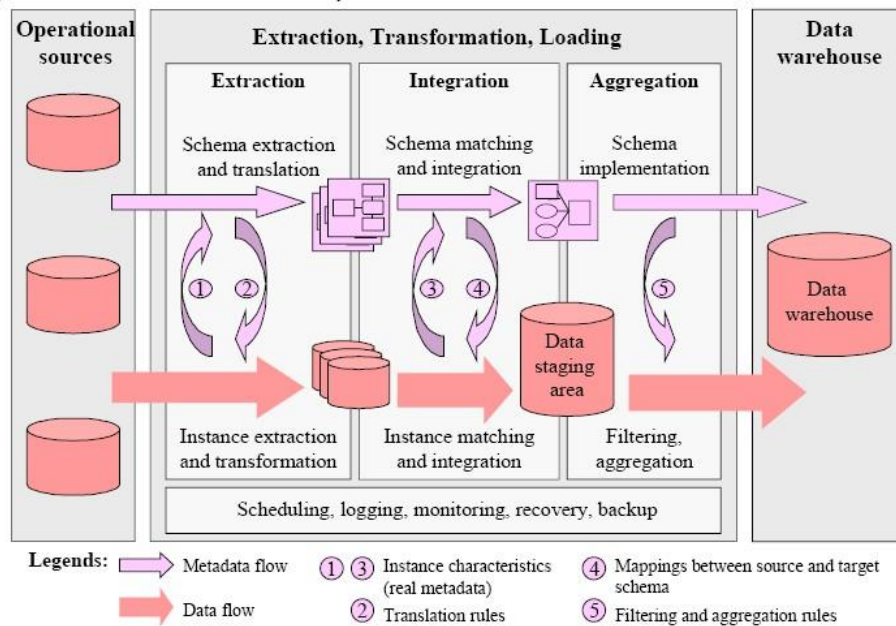 Operational
sources
Extraction, Transformation, Loading
Data
warehouse
Extraction
Integration
Aggregation
Schema extraction
and translation
Schema matching
and integration
Schema
implementation
1
2
3
4
5
Data
warehouse
Data
staging
area
Instance extraction
and transformation
Instance matching
and integration
Filtering,
aggregation
Scheduling, logging, monitoring, recovery, backup
Legends:
Metadata flow
Data flow
1 3 Instance characteristics
(real metadata)
2 Translation rules
4 Mappings between source and target
schema
5 Filtering and aggregation rules